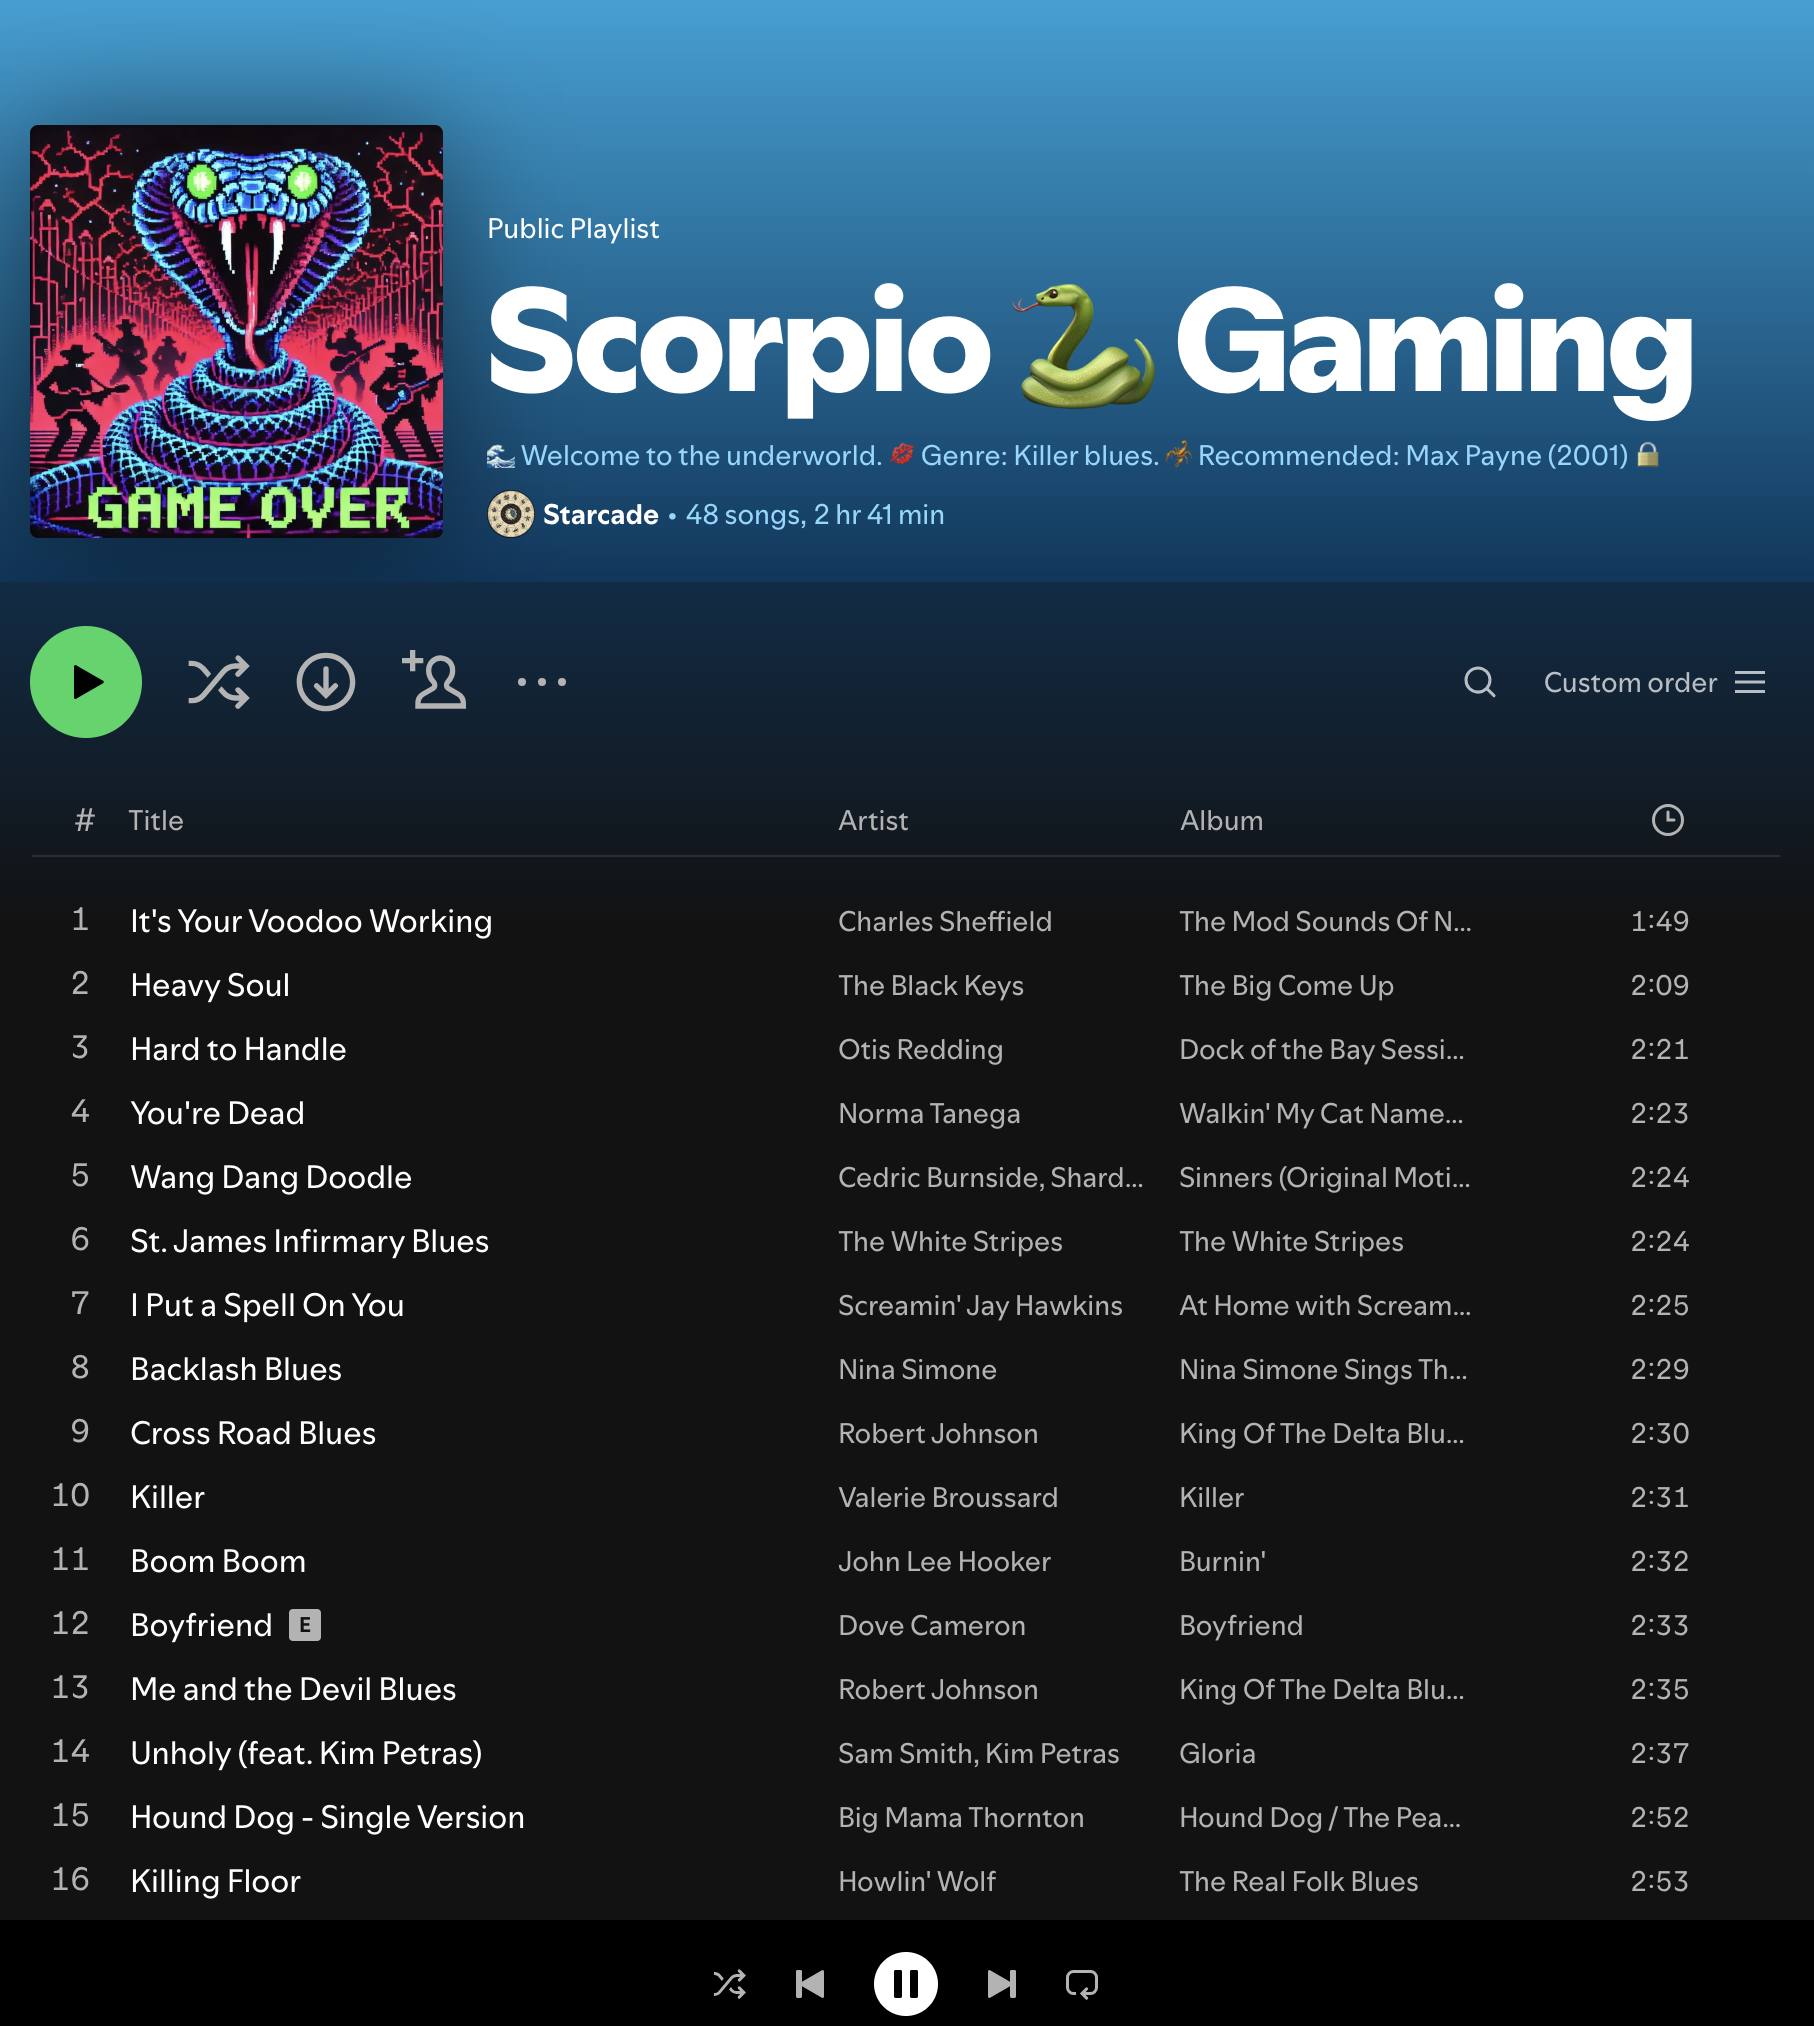 GAME OVER
Public Playlist
Scorpio 🐍 Gaming
🌊 Welcome to the underworld. 💋 Genre: Killer blues. 🦂 Recommended: Max Payne (2001) 🔒
Starcade • 48 songs, 2 hr 41 min
Custom order
# Title Artist Album
1 It's Your Voodoo Working Charles Sheffield The Mod Sounds Of N... 1:49
2 Heavy Soul The Black Keys The Big Come Up 2:09
3 Hard to Handle Otis Redding Dock of the Bay Sessi... 2:21
4 You're Dead Norma Tanega Walkin' My Cat Name... 2:23
5 Wang Dang Doodle Cedric Burnside, Shard... Sinners (Original Moti... 2:24
6 St. James Infirmary Blues The White Stripes The White Stripes 2:24
7 I Put a Spell On You Screamin' Jay Hawkins At Home with Scream... 2:25
8 Backlash Blues Nina Simone Nina Simone Sings Th... 2:29
9 Cross Road Blues Robert Johnson King Of The Delta Blu... 2:30
10 Killer Valerie Broussard Killer 2:31
11 Boom Boom John Lee Hooker Burnin' 2:32
12 Boyfriend E Dove Cameron Boyfriend 2:33
13 Me and the Devil Blues Robert Johnson King Of The Delta Blu... 2:35
14 Unholy (feat. Kim Petras) Sam Smith, Kim Petras Gloria 2:37
15 Hound Dog - Single Version Big Mama Thornton Hound Dog / The Pea... 2:52
16 Killing Floor Howlin' Wolf The Real Folk Blues 2:53